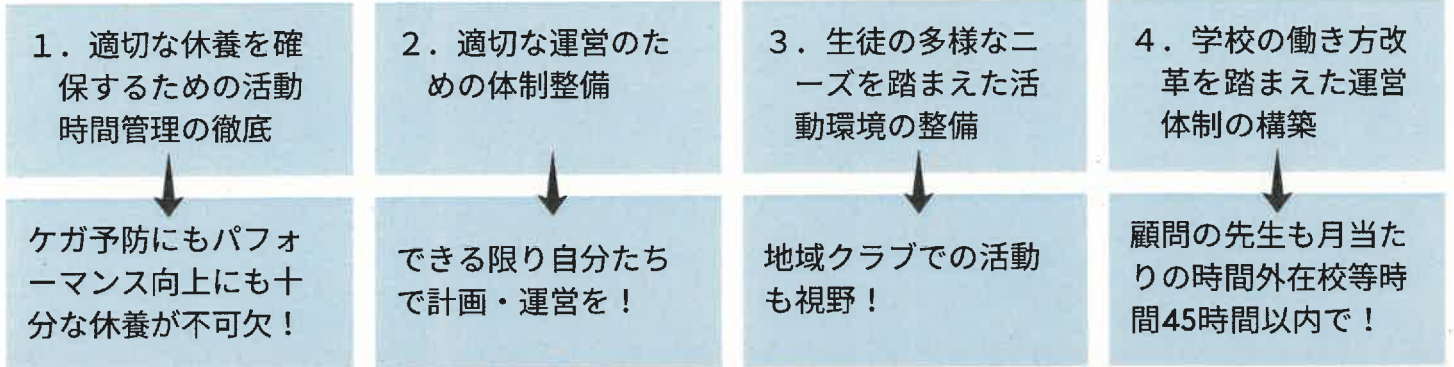 １．適切な休養を確
保するための活動
時間管理の徹底
２．適切な運営のた
めの体制整備
３．生徒の多様なニ
ーズを踏まえた活
動環境の整備
４．学校の働き方改
革を踏まえた運営
体制の構築
ケガ予防にもパフォ
ーマンス向上にも十
分な休養が不可欠！
できる限り自分たち
で計画・運営を！
地域クラブでの活動
も視野！
顧問の先生も月当た
りの時間外在校等時
間45時間以内で！